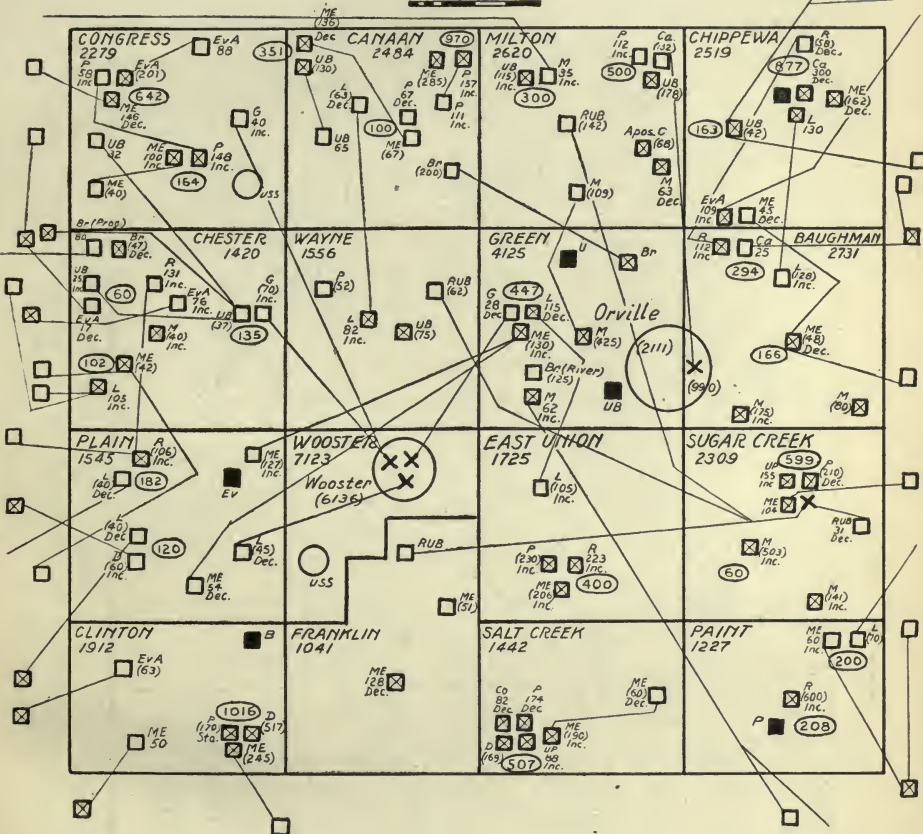 ME
(136)
CONGRESS
2279
EvA
88
P
58
Inc.
EvA
(201)
642
ME
146
Dec.
G
40
Inc.
UB
32
ME
100
Inc.
P
148
Inc.
164
ME
(40)
USS
CANAAN
2484
351
Dec
UB
(130)
L
(63)
Dec.
P
67
Dec.
ME
(285)
970
P
157
Inc.
P
111
Inc.
100
ME
(67)
UB
65
Br
(200)
MILTON
2620
UB
(115)
Inc.
M
35
Inc.
300
P
112
Inc.
Ca
(132)
500
UB
(178)
RUB
(142)
Apos. C
(68)
M
63
Dec.
M
(109)
CHIPPEWA
2519
R
(58)
Dec.
877
Ca
300
Dec.
ME
(162)
Dec.
L
130
163
UB
(42)
EvA
109
Inc.
ME
45
Dec.
CHESTER
1420
Br (Prog)
80
Br
(47)
Dec.
UB
25
Inc.
60
R
131
Inc.
EvA
76
Inc.
EvA
17
Dec.
M
(40)
Inc.
UB
(37)
G
(70)
Inc.
135
102
ME
(42)
L
105
Inc.
WAYNE
1556
P
(52)
RUB
(62)
L
82
Inc.
UB
(75)
GREEN
4125
U
Br
G
28
Dec.
447
L
115
Dec.
ME
(130)
Inc.
M
(425)
Orville
(2111)
(990)
Br (River)
(125)
M
62
Inc.
UB
BAUGHMAN
2731
R
112
Inc.
Ca
25
294
L
(128)
Inc.
ME
(48)
Dec.
166
M
(175)
Inc.
M
(80)
PLAIN
1545
R
(106)
Inc.
L
(40)
Dec.
182
ME
(127)
Inc.
Ev
(40)
Dec
D
(60)
Inc.
120
L
(45)
Dec.
ME
54
Dec.
WOOSTER
7123
Wooster
(6136)
USS
RUB
ME
(51)
EAST UNION
1725
L
(105)
Inc.
P
(230)
Inc.
R
223
Inc.
ME
(206)
Inc.
400
SUGAR CREEK
2309
599
UP
155
Inc
P
(210)
Dec.
ME
104
RUB
31
Dec.
M
(503)
60
M
(141)
Inc.
CLINTON
1912
B
EvA
(63)
1016
P
(170)
Sta.
D
(517)
ME
(245)
ME
50
FRANKLIN
1041
ME
128
Dec.
SALT CREEK
1442
ME
(60)
Dec.
Co
82
Dec
P
174
Dec
ME
(190)
Inc.
D
(169)
UP
88
Inc.
507
PAINT
1227
ME
60
Inc.
L
(70)
200
R
(600)
Inc.
P
208